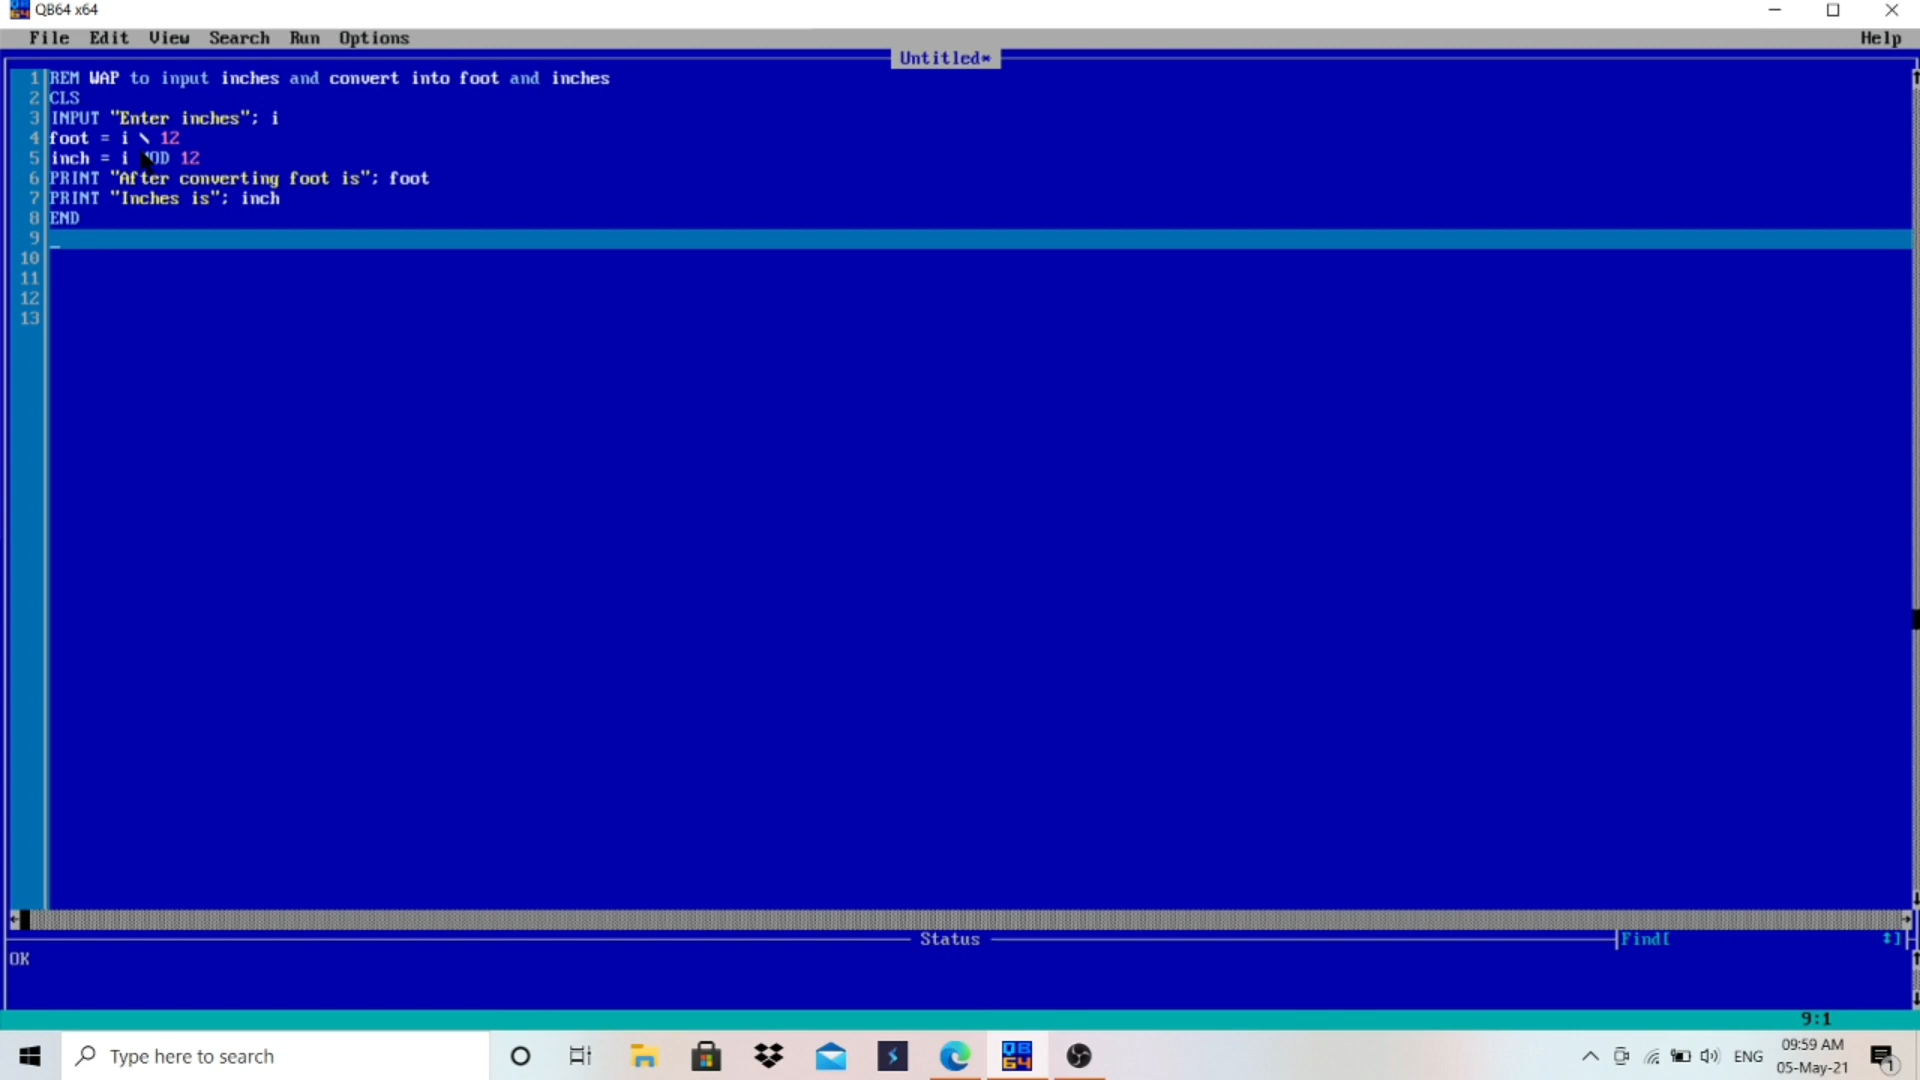 QB64 x64
File Edit View Search Run Options Help
Untitled*
1 REM WAP to input inches and convert into foot and inches
2 CLS
3 INPUT "Enter inches"; i
4 foot = i \ 12
5 inch = i MOD 12
6 PRINT "After converting foot is"; foot
7 PRINT "Inches is"; inch
8 END
9
10
11
12
13
Status Find[
OK
9:1
Type here to search
ENG
09:59 AM
05-May-21
1